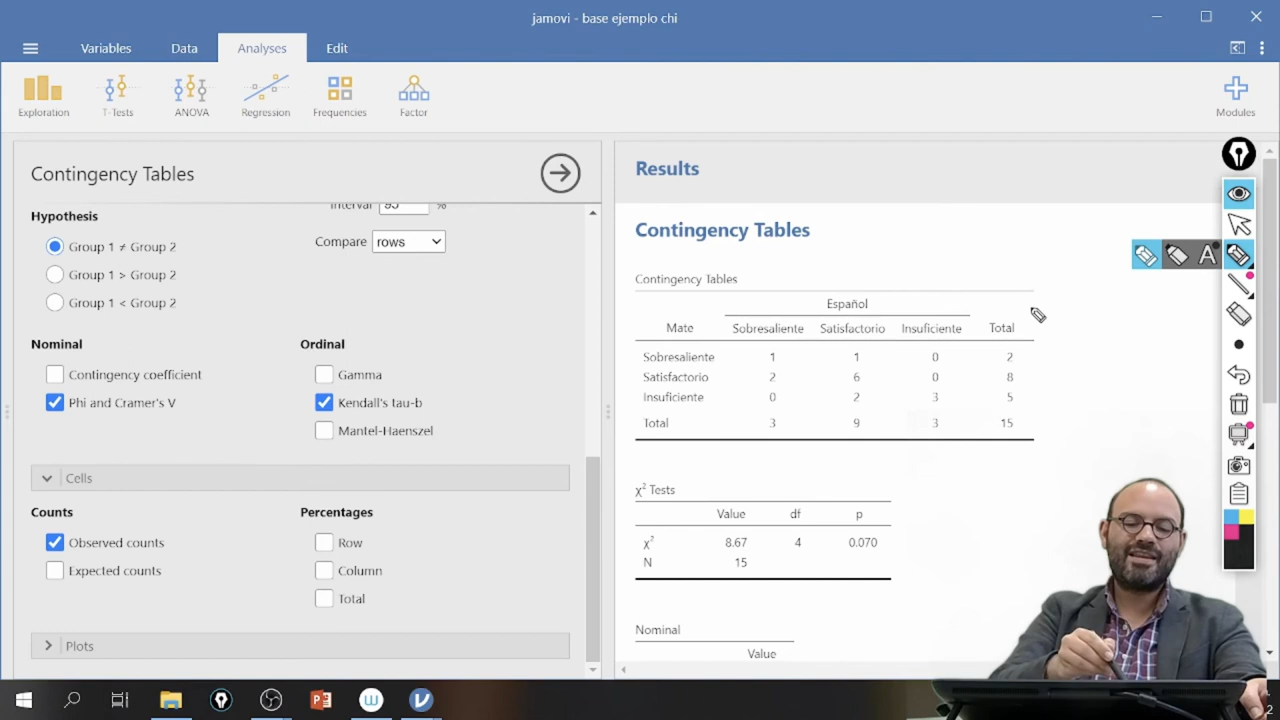 jamovi - base ejemplo chi
Variables Data Analyses Edit
Exploration T-Tests ANOVA Regression Frequencies Factor Modules
Contingency Tables
Interval 95 %
Hypothesis
Compare rows
Group 1 ≠ Group 2
Group 1 > Group 2
Group 1 < Group 2
Nominal Ordinal
Contingency coefficient Gamma
Phi and Cramer's V Kendall's tau-b
Mantel-Haenszel
Cells
Counts Percentages
Observed counts Row
Expected counts Column
Total
Plots
Results
Contingency Tables
Contingency Tables
Español
Mate Sobresaliente Satisfactorio Insuficiente Total
Sobresaliente 1 1 0 2
Satisfactorio 2 6 0 8
Insuficiente 0 2 3 5
Total 3 9 3 15
χ² Tests
Value df p
χ² 8.67 4 0.070
N 15
Nominal
Value
A